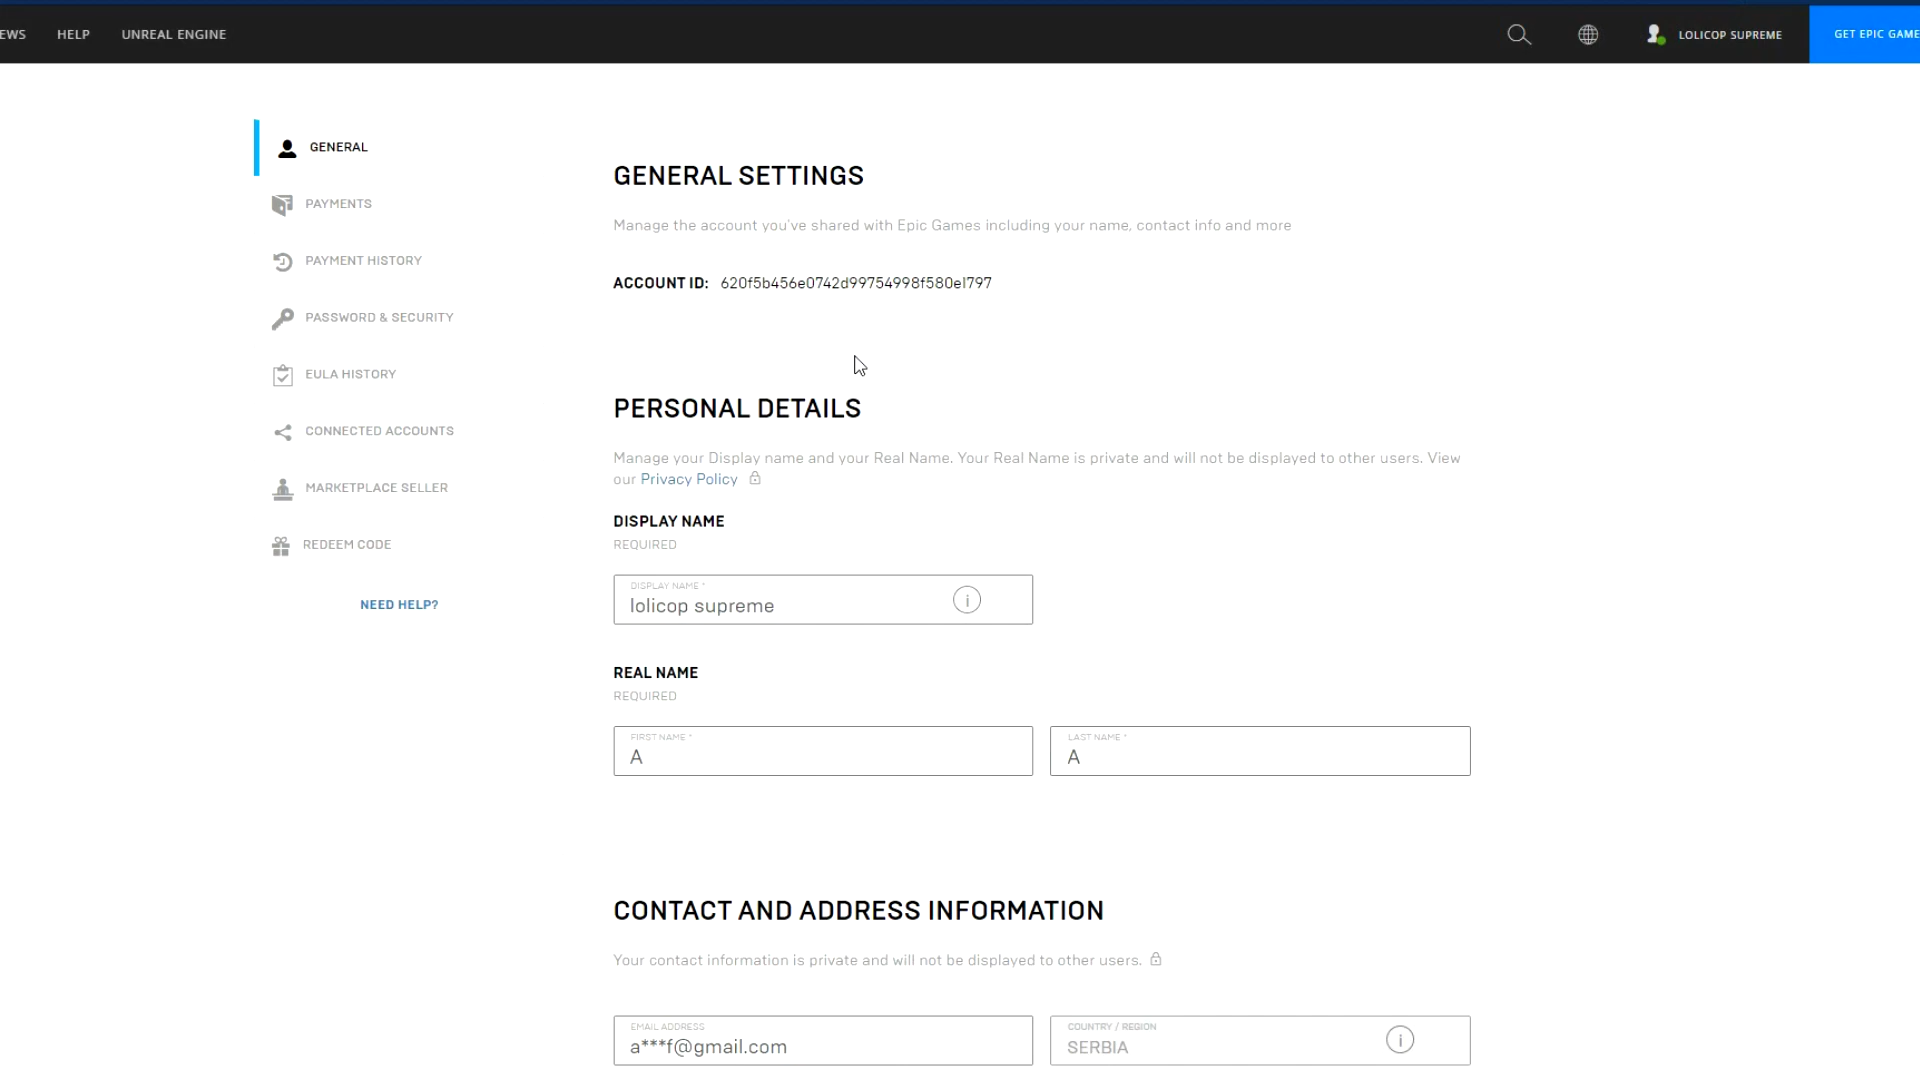 EWS HELP UNREAL ENGINE LOLICOP SUPREME GET EPIC GAME
GENERAL
PAYMENTS
PAYMENT HISTORY
PASSWORD & SECURITY
EULA HISTORY
CONNECTED ACCOUNTS
MARKETPLACE SELLER
REDEEM CODE
NEED HELP?
GENERAL SETTINGS
Manage the account you've shared with Epic Games including your name, contact info and more
ACCOUNT ID: 620f5b456e0742d99754998f580e1797
PERSONAL DETAILS
Manage your Display name and your Real Name. Your Real Name is private and will not be displayed to other users. View
our Privacy Policy
DISPLAY NAME
REQUIRED
DISPLAY NAME *
lolicop supreme
REAL NAME
REQUIRED
FIRST NAME * LAST NAME *
A A
CONTACT AND ADDRESS INFORMATION
Your contact information is private and will not be displayed to other users.
EMAIL ADDRESS COUNTRY / REGION
a***f@gmail.com SERBIA